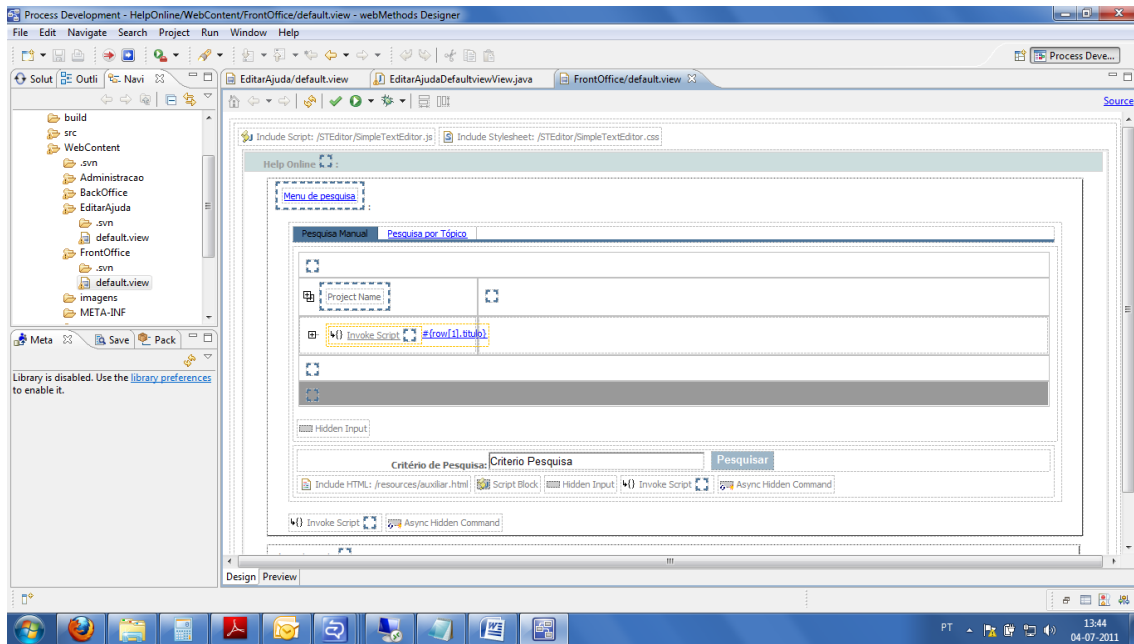 Process Development - HelpOnline/WebContent/FrontOffice/default.view - webMethods Designer
File Edit Navigate Search Project Run Window Help
Process Deve...
Solut Outli Navi
EditarAjuda/default.view EditarAjudaDefaultviewView.java FrontOffice/default.view
Source
build
src
WebContent
.svn
Administracao
BackOffice
EditarAjuda
.svn
default.view
FrontOffice
.svn
default.view
imagens
META-INF
Meta Save Pack
Library is disabled. Use the library preferences
to enable it.
Include Script: /STEditor/SimpleTextEditor.js Include Stylesheet: /STEditor/SimpleTextEditor.css
Help Online :
Menu de pesquisa :
Pesquisa Manual Pesquisa por Tópico
Project Name
Invoke Script #{row[1].titulo}
Hidden Input
Critério de Pesquisa: Criterio Pesquisa Pesquisar
Include HTML: /resources/auxiliar.html Script Block Hidden Input Invoke Script Async Hidden Command
Invoke Script Async Hidden Command
Design Preview
PT 13:44
04-07-2011